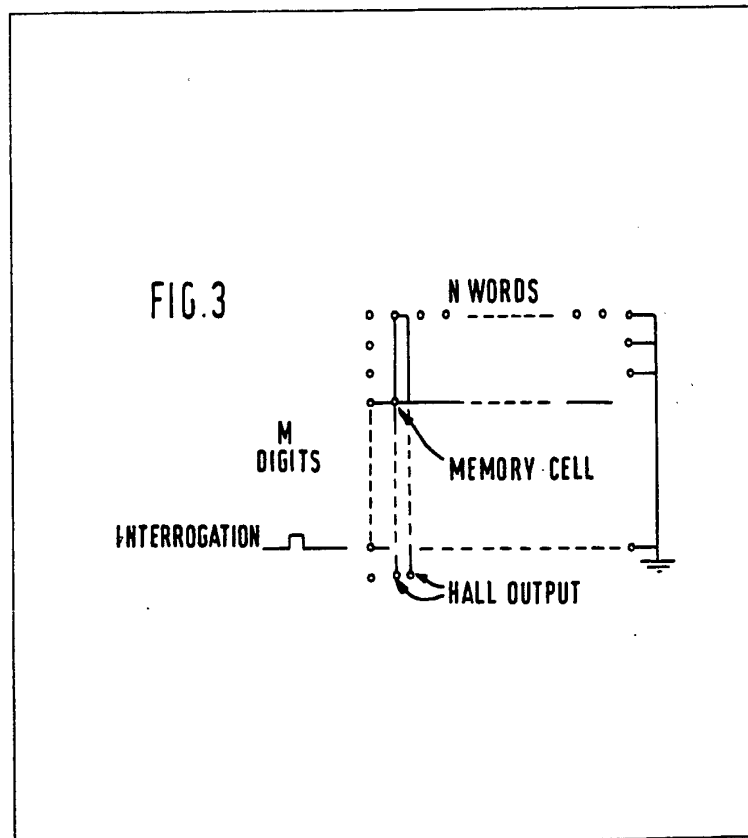 FIG.3
N WORDS
M
DIGITS
MEMORY CELL
INTERROGATION
HALL OUTPUT